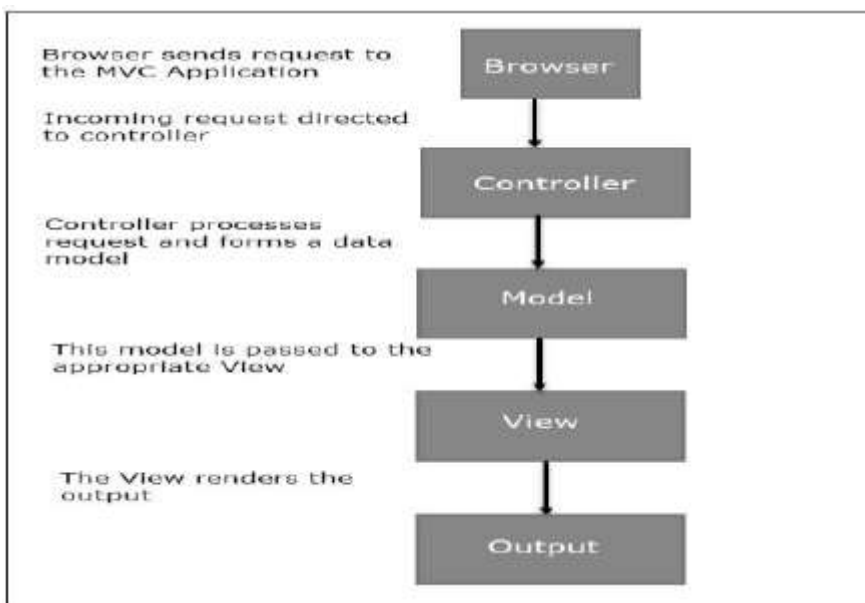 Browser sends request to
the MVC Application
Browser
Incoming request directed
to controller
Controller
Controller processes
request and forms a data
model
Model
This model is passed to the
appropriate View
View
The View renders the
output
Output